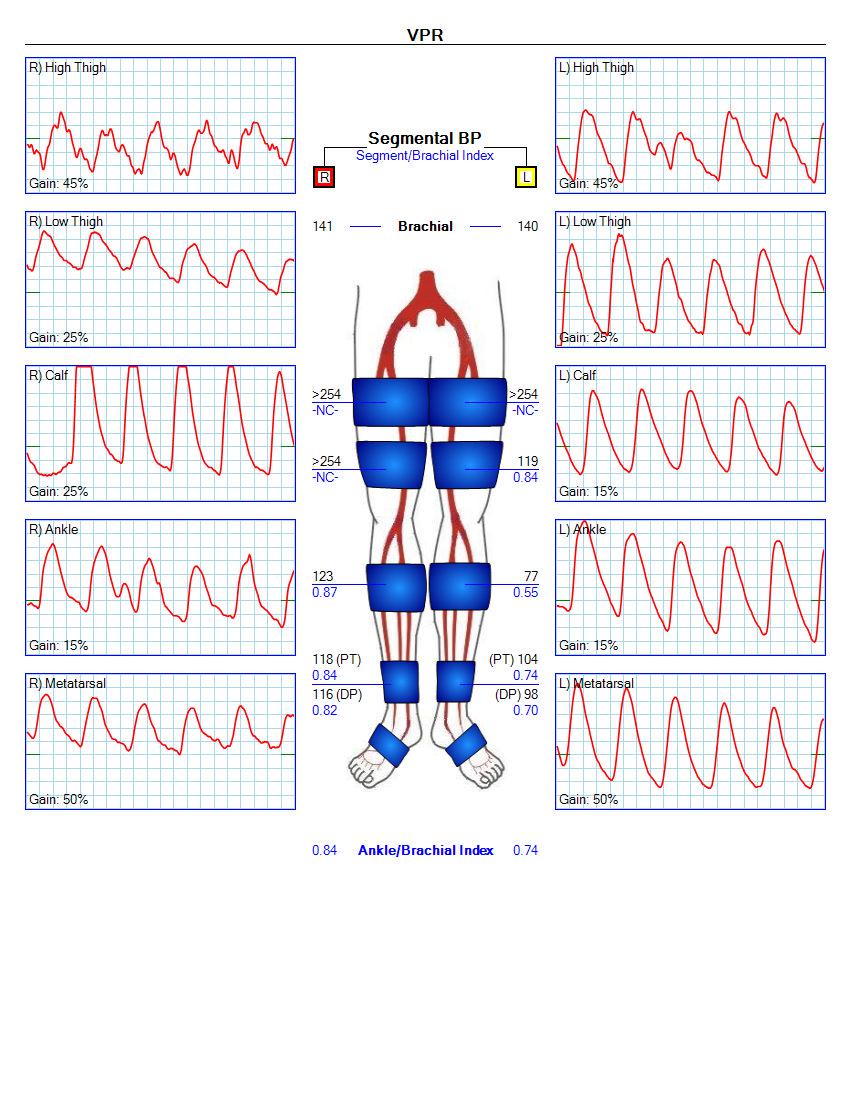 VPR
R) High Thigh
Gain: 45%
R) Low Thigh
Gain: 25%
R) Calf
Gain: 25%
R) Ankle
Gain: 15%
R) Metatarsal
Gain: 50%
Segmental BP
Segment/Brachial Index
R L
141 Brachial 140
>254 >254
-NC- -NC-
>254 119
-NC- 0.84
123 77
0.87 0.55
118 (PT) (PT) 104
0.84 0.74
116 (DP) (DP) 98
0.82 0.70
0.84 Ankle/Brachial Index 0.74
L) High Thigh
Gain: 45%
L) Low Thigh
Gain: 25%
L) Calf
Gain: 15%
L) Ankle
Gain: 15%
L) Metatarsal
Gain: 50%